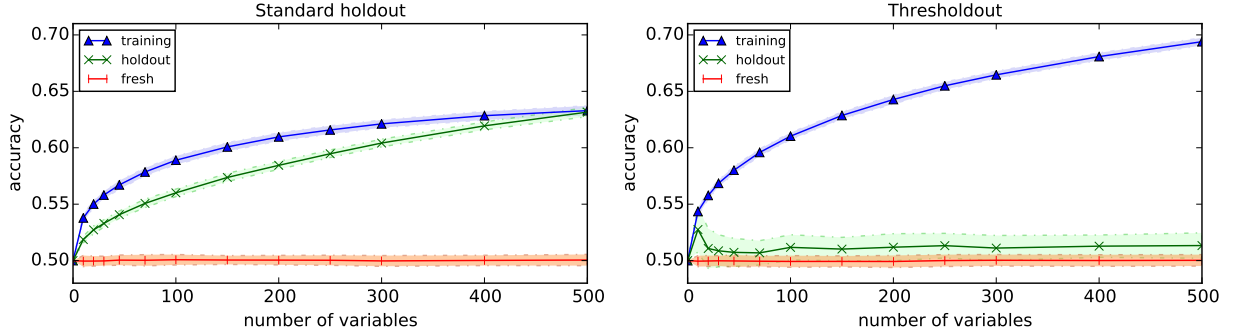 Standard holdout
0.70
0.65
0.60
0.55
0.50
accuracy
training
holdout
fresh
0 100 200 300 400 500
number of variables
Thresholdout
0.70
0.65
0.60
0.55
0.50
accuracy
training
holdout
fresh
0 100 200 300 400 500
number of variables